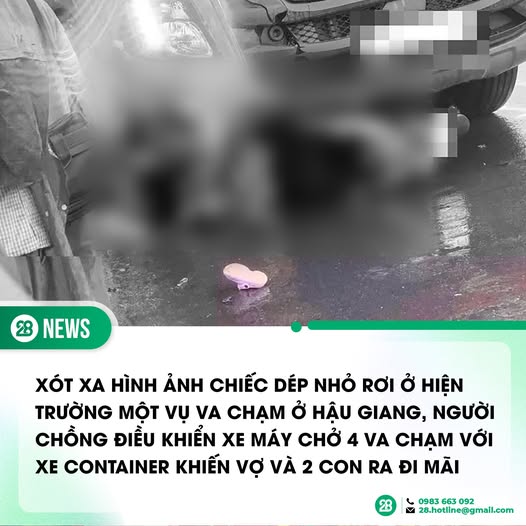 28 NEWS
XÓT XA HÌNH ẢNH CHIẾC DÉP NHỎ RƠI Ở HIỆN
TRƯỜNG MỘT VỤ VA CHẠM Ở HẬU GIANG, NGƯỜI
CHỒNG ĐIỀU KHIỂN XE MÁY CHỞ 4 VA CHẠM VỚI
XE CONTAINER KHIẾN VỢ VÀ 2 CON RA ĐI MÃI
28
0983 663 092
28.hotline@gmail.com